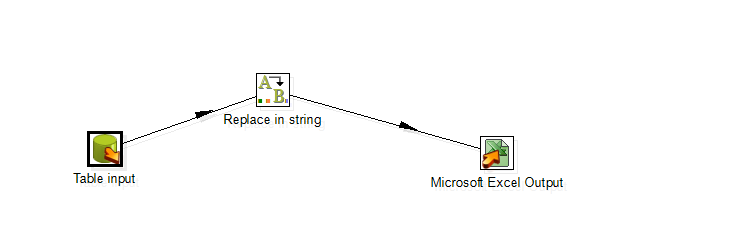 A
B
Replace in string
Table input
Microsoft Excel Output